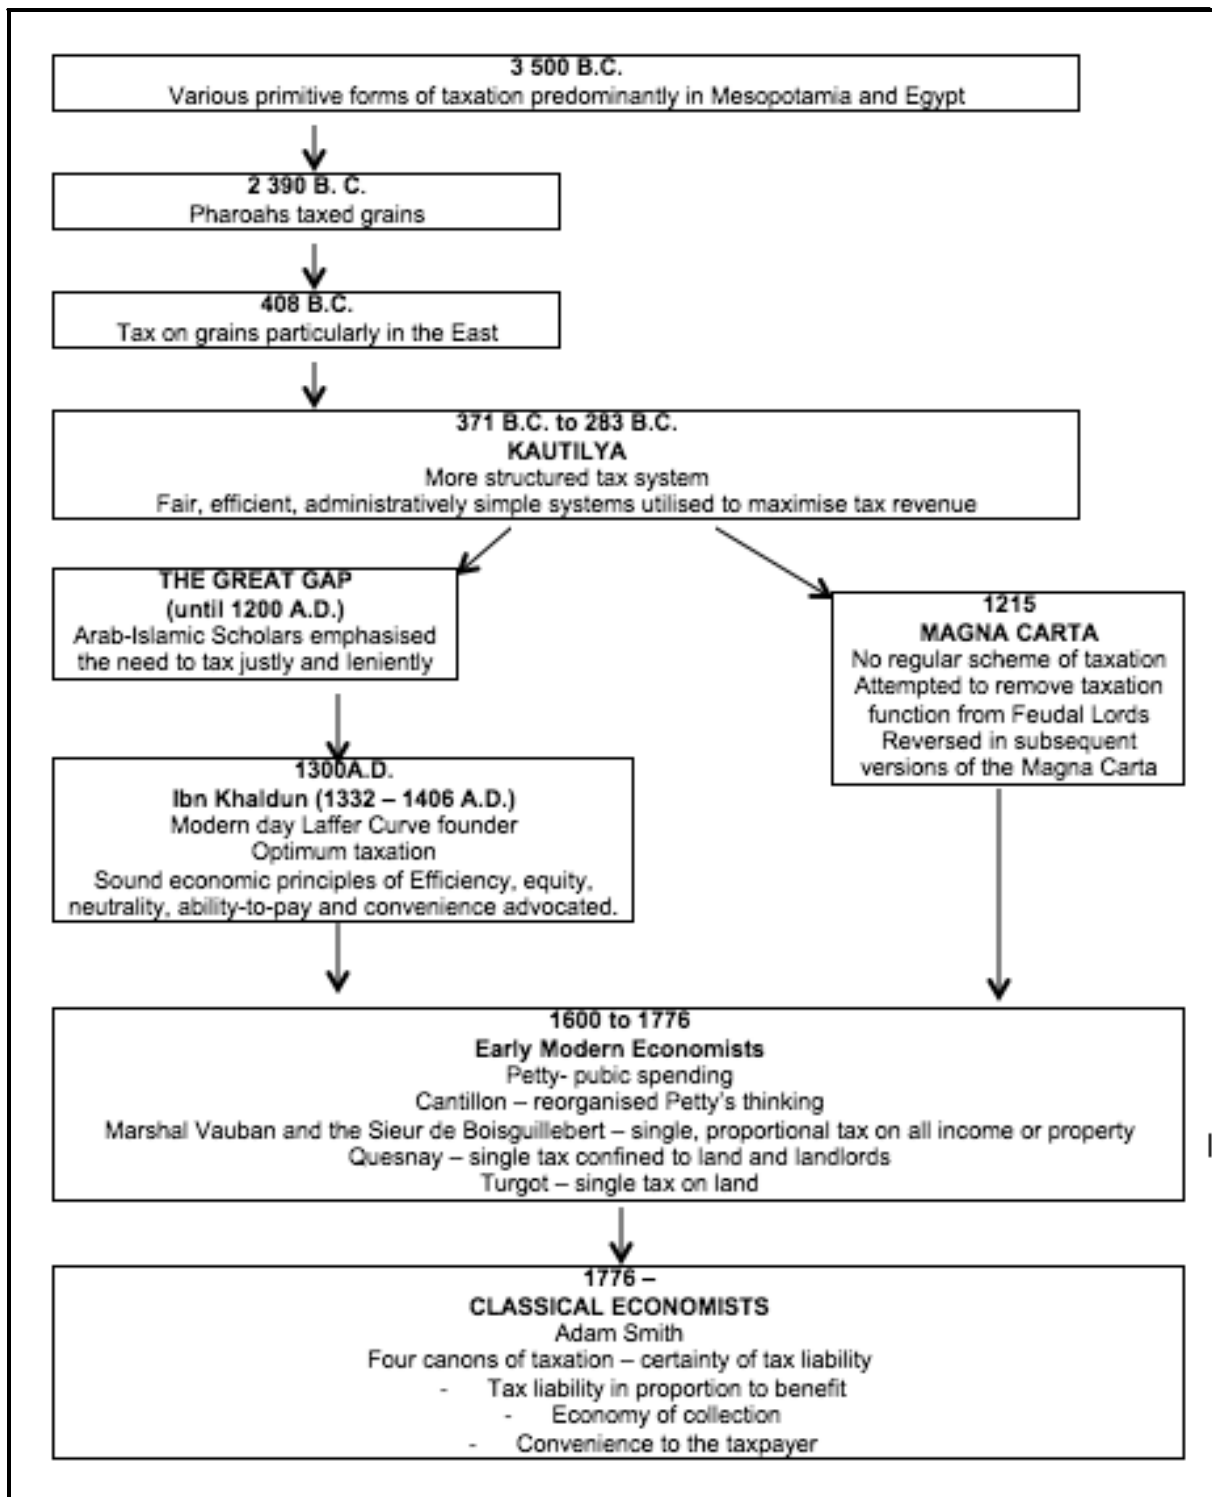 3 500 B.C.
Various primitive forms of taxation predominantly in Mesopotamia and Egypt
2 390 B. C.
Pharoahs taxed grains
408 B.C.
Tax on grains particularly in the East
371 B.C. to 283 B.C.
KAUTILYA
More structured tax system
Fair, efficient, administratively simple systems utilised to maximise tax revenue
THE GREAT GAP
(until 1200 A.D.)
Arab-Islamic Scholars emphasised
the need to tax justly and leniently
1215
MAGNA CARTA
No regular scheme of taxation
Attempted to remove taxation
function from Feudal Lords
Reversed in subsequent
versions of the Magna Carta
1300A.D.
Ibn Khaldun (1332 – 1406 A.D.)
Modern day Laffer Curve founder
Optimum taxation
Sound economic principles of Efficiency, equity,
neutrality, ability-to-pay and convenience advocated.
1600 to 1776
Early Modern Economists
Petty- pubic spending
Cantillon – reorganised Petty's thinking
Marshal Vauban and the Sieur de Boisguillebert – single, proportional tax on all income or property
Quesnay – single tax confined to land and landlords
Turgot – single tax on land
1776 –
CLASSICAL ECONOMISTS
Adam Smith
Four canons of taxation – certainty of tax liability
- Tax liability in proportion to benefit
- Economy of collection
- Convenience to the taxpayer